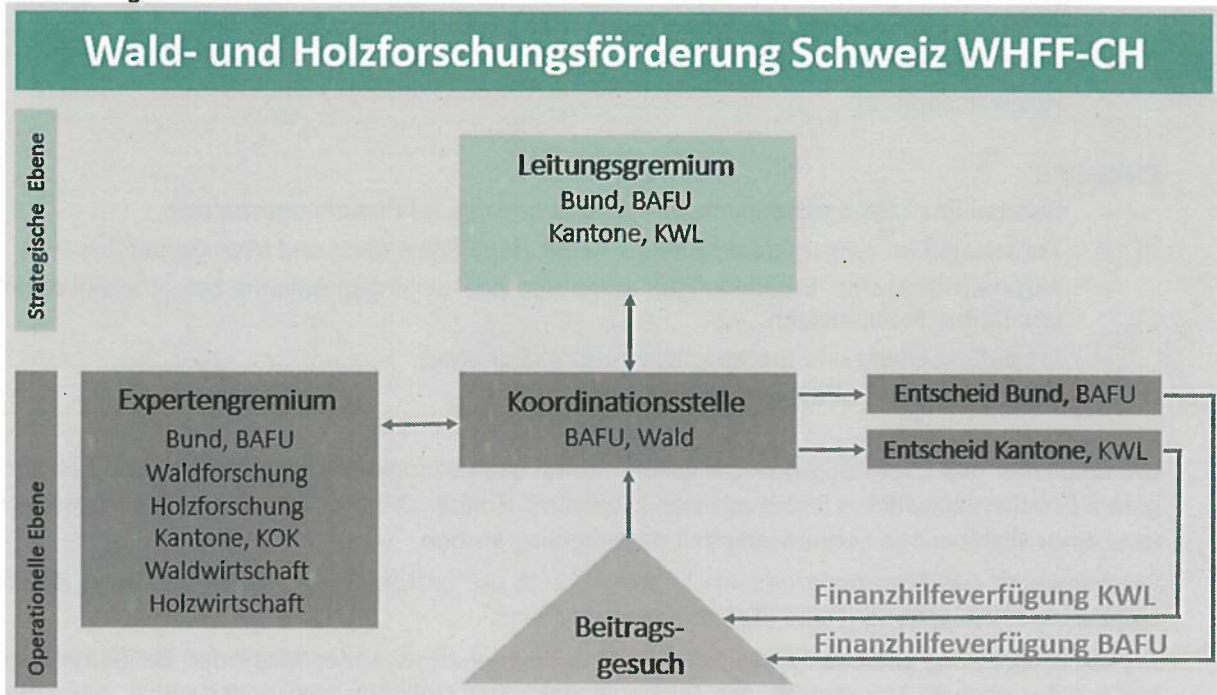 Wald- und Holzforschungsförderung Schweiz WHFF-CH
Strategische Ebene
Leitungsgremium
Bund, BAFU
Kantone, KWL
Operationelle Ebene
Expertengremium
Bund, BAFU
Waldforschung
Holzforschung
Kantone, KOK
Waldwirtschaft
Holzwirtschaft
Koordinationsstelle
BAFU, Wald
Entscheid Bund, BAFU
Entscheid Kantone, KWL
Beitrags-
gesuch
Finanzhilfeverfügung KWL
Finanzhilfeverfügung BAFU